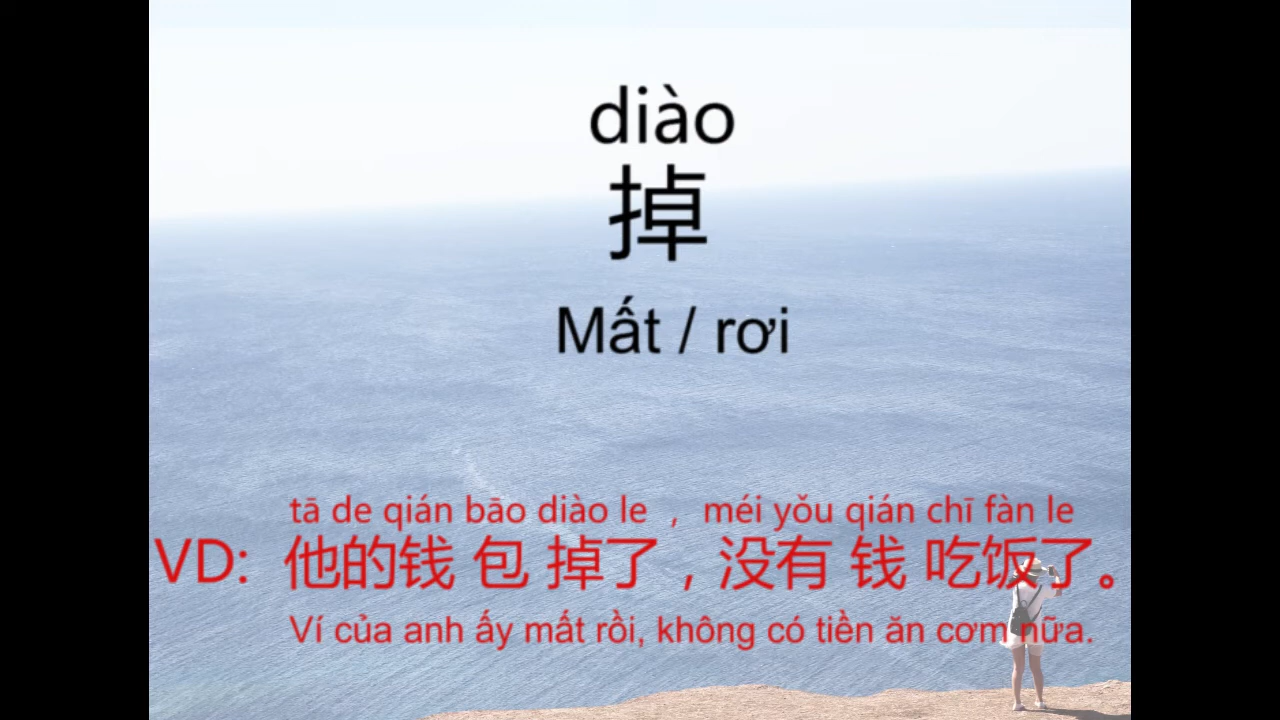 diào
掉
Mất / rơi
tā de qián bāo diào le ， méi yǒu qián chī fàn le
VD: 他的钱 包 掉了，没有 钱 吃饭了。
Ví của anh ấy mất rồi, không có tiền ăn cơm nữa.